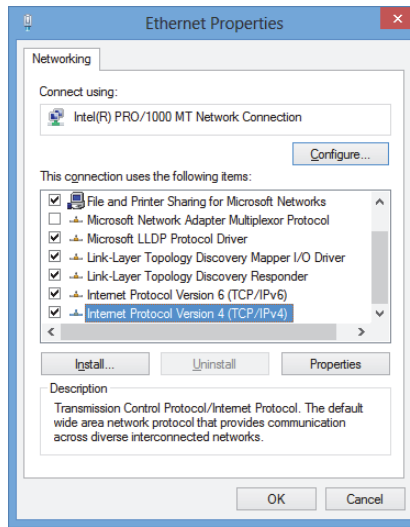 Ethernet Properties
Networking
Connect using:
Intel(R) PRO/1000 MT Network Connection
Configure...
This connection uses the following items:
File and Printer Sharing for Microsoft Networks
Microsoft Network Adapter Multiplexor Protocol
Microsoft LLDP Protocol Driver
Link-Layer Topology Discovery Mapper I/O Driver
Link-Layer Topology Discovery Responder
Internet Protocol Version 6 (TCP/IPv6)
Internet Protocol Version 4 (TCP/IPv4)
Install...
Uninstall
Properties
Description
Transmission Control Protocol/Internet Protocol. The default
wide area network protocol that provides communication
across diverse interconnected networks.
OK
Cancel